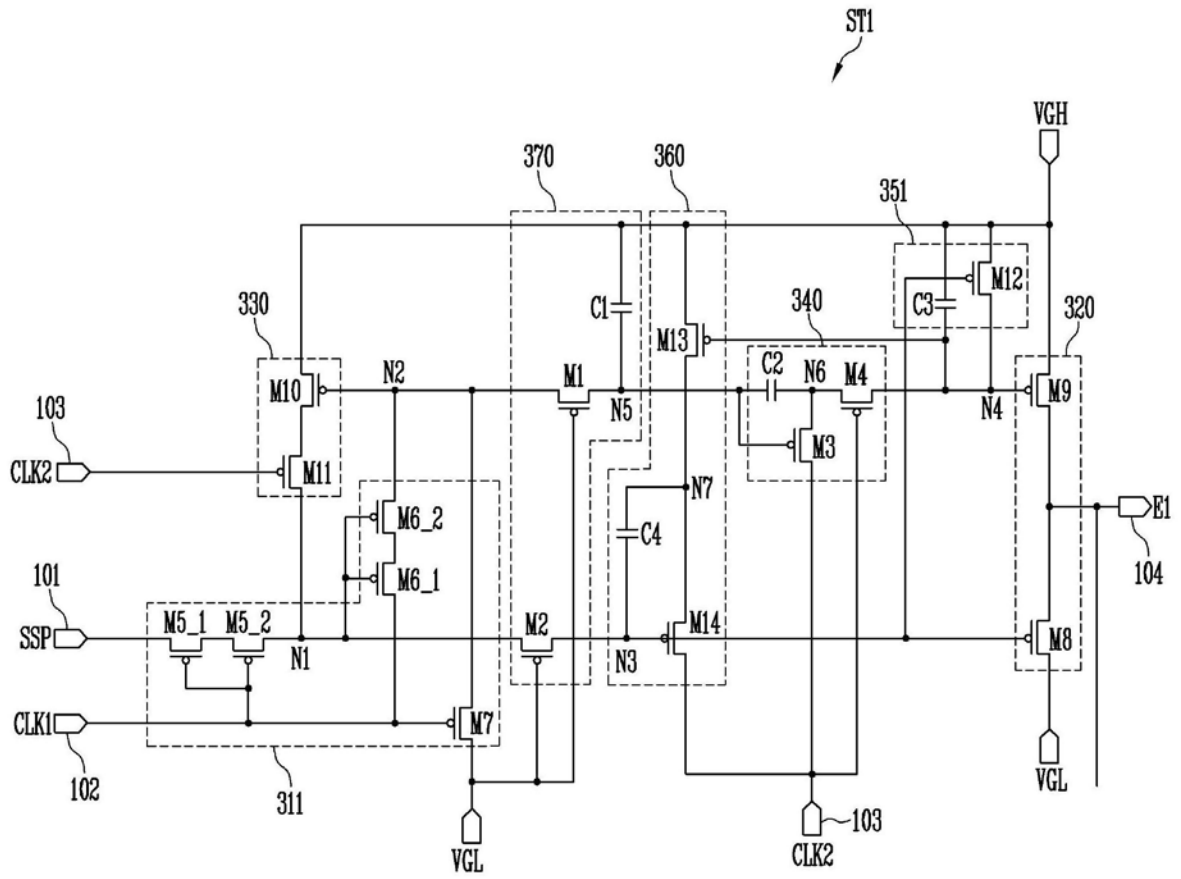 ST1
VGH
370
360
351
330
340
C1
C3
M12
320
M13
C2
N6
M4
M10
N2
M1
N5
N4
M9
103
CLK2
M11
M3
N7
E1
104
M6_2
C4
M6_1
101
SSP
M5_1
M5_2
N1
M2
N3
M14
M8
CLK1
102
M7
311
VGL
CLK2
103
VGL